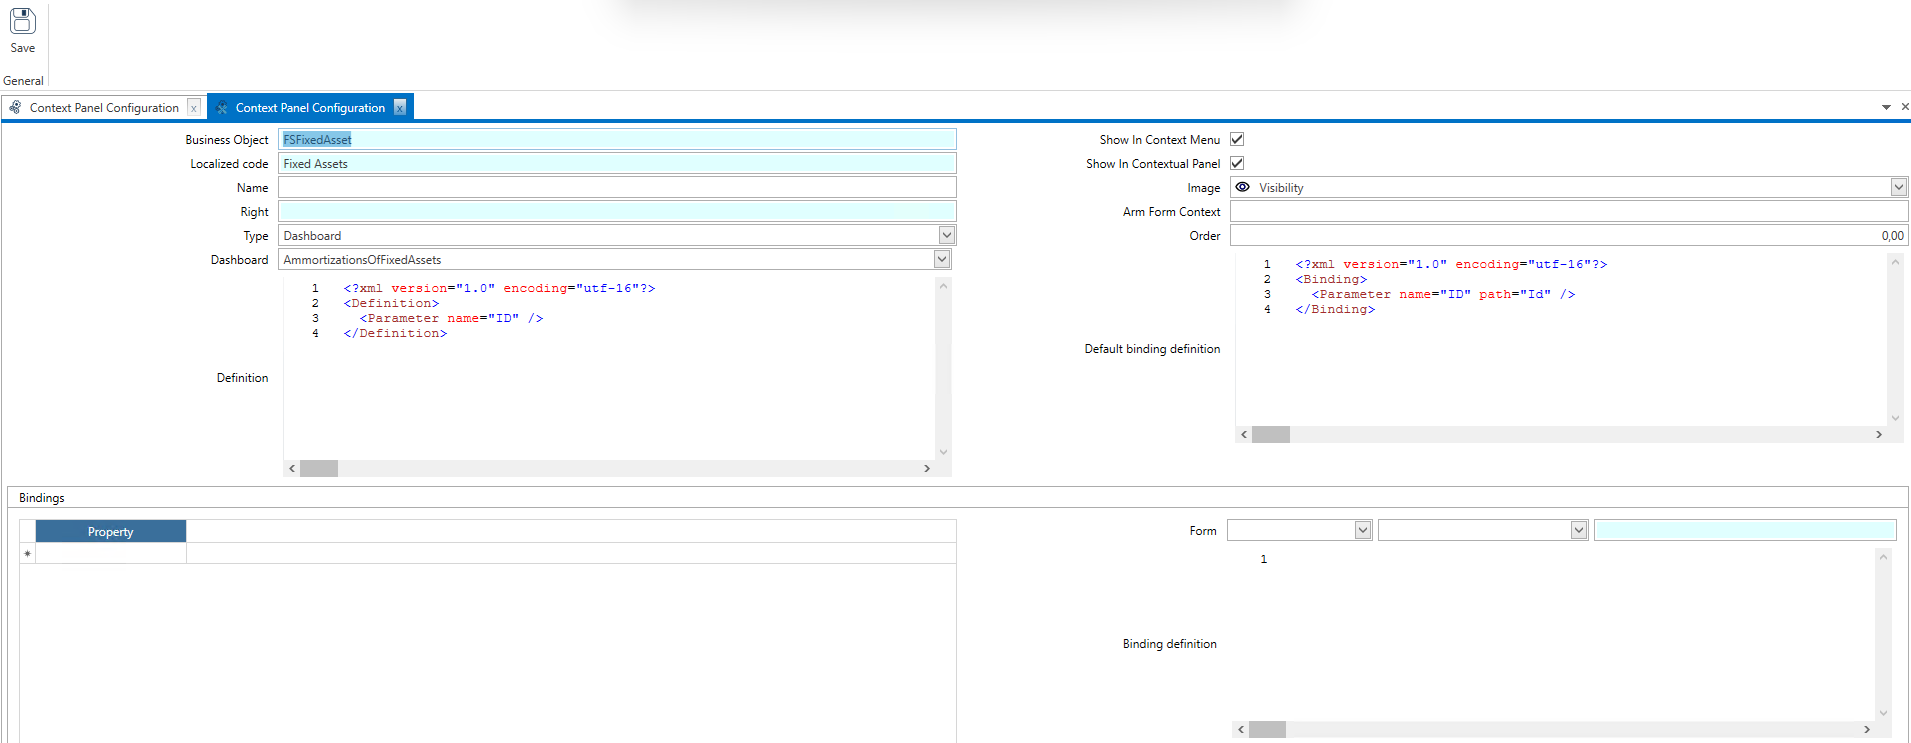 Save
General
Context Panel Configuration x
Context Panel Configuration x
Business Object FSFixedAsset
Localized code Fixed Assets
Name
Right
Type Dashboard
Dashboard AmmortizationsOfFixedAssets
1 <?xml version="1.0" encoding="utf-16"?>
2 <Definition>
3 <Parameter name="ID" />
4 </Definition>
Definition
Show In Context Menu
Show In Contextual Panel
Image Visibility
Arm Form Context
Order 0,00
1 <?xml version="1.0" encoding="utf-16"?>
2 <Binding>
3 <Parameter name="ID" path="Id" />
4 </Binding>
Default binding definition
Bindings
Property
Form
1
Binding definition